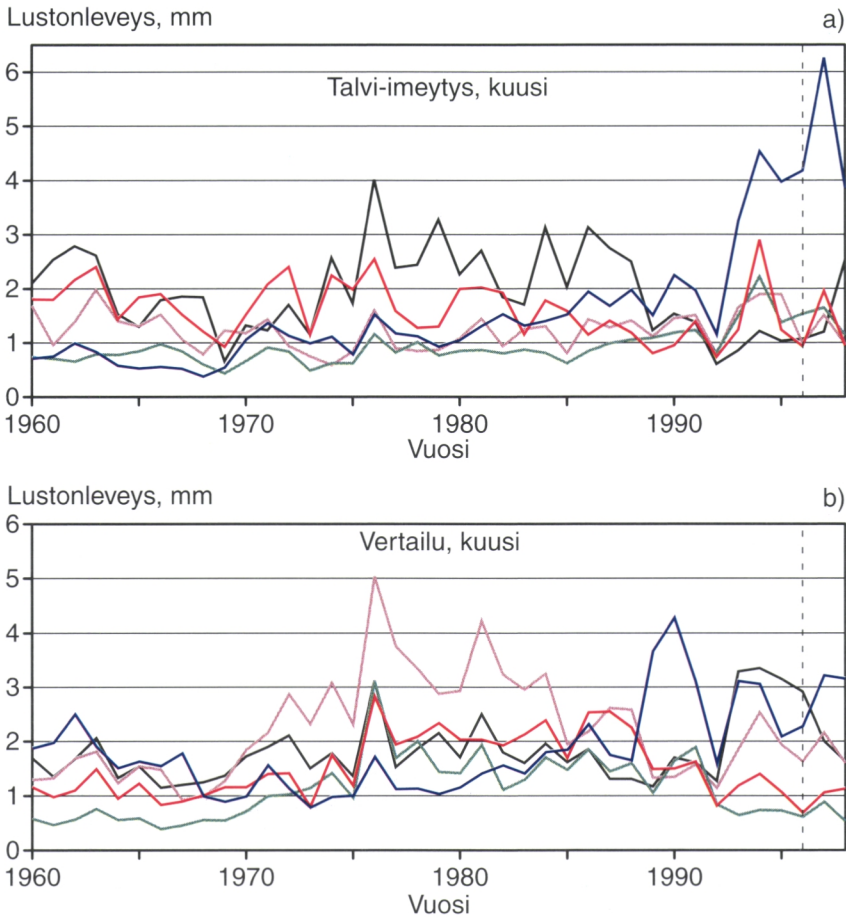 Lustonleveys, mm a)
Talvi-imeytys, kuusi
6
5
4
3
2
1
0
1960 1970 1980 1990
Vuosi
Lustonleveys, mm b)
Vertailu, kuusi
6
5
4
3
2
1
0
1960 1970 1980 1990
Vuosi